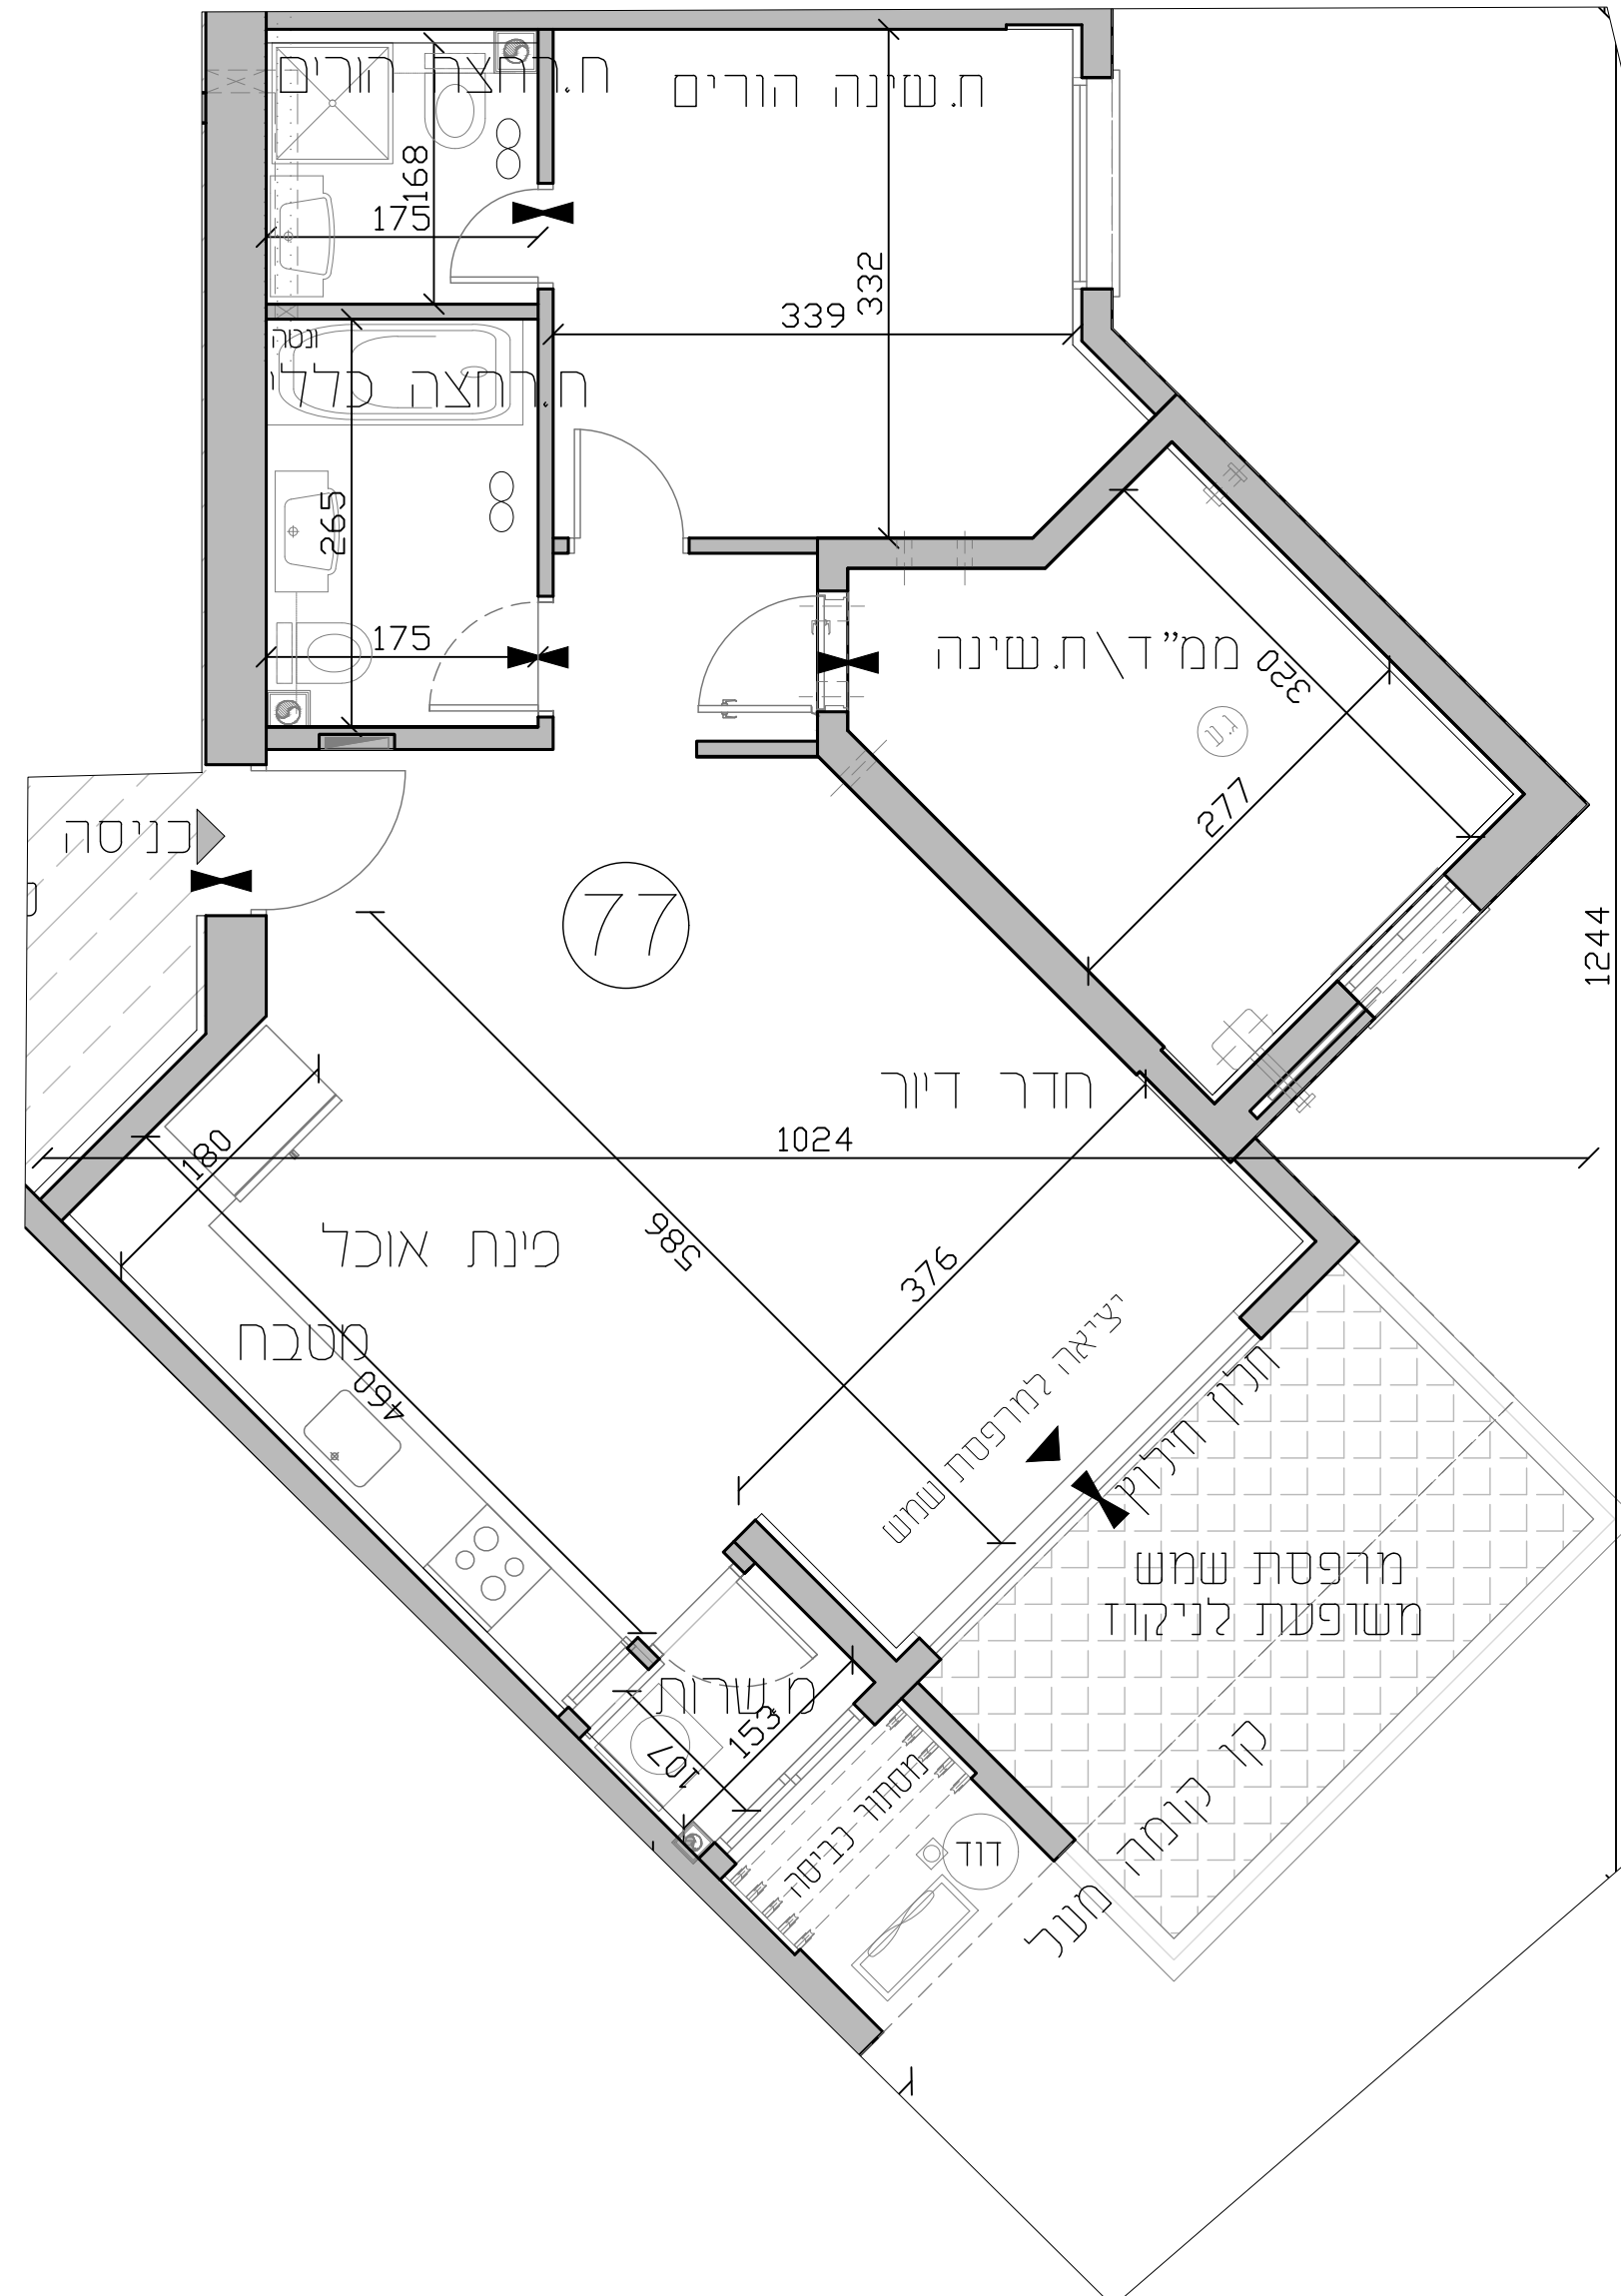 ח.רחצה הורים
ח.שינה הורים
168
175
332
339
ונטה
ח.רחצה כללי
265
175
ממ"ד\ח.שינה
320
277
כניסה
77
1244
חדר דיור
180
1024
פינת אוכל
586
376
מטבח
460
יציאה למרפסת שמש
חלון חילוץ
מרפסת שמש
משופעת לניקוז
מ.שרות
153
107
מסתור כביסה
דוד
קו קומה מעל